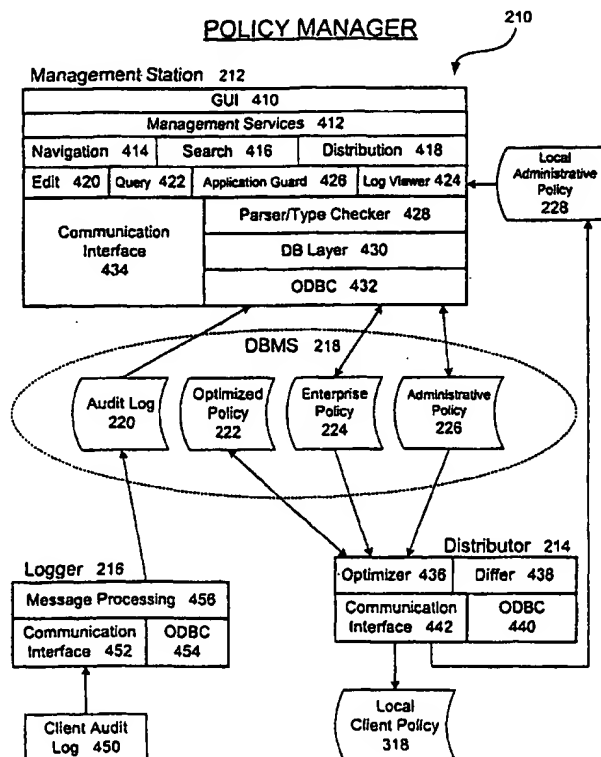 POLICY MANAGER
210
Management Station 212
GUI 410
Management Services 412
Navigation 414
Search 416
Distribution 418
Edit 420
Query 422
Application Guard 426
Log Viewer 424
Local
Administrative
Policy
228
Communication
Interface
434
Parser/Type Checker 428
DB Layer 430
ODBC 432
DBMS 218
Audit Log
220
Optimized
Policy
222
Enterprise
Policy
224
Administrative
Policy
226
Logger 216
Message Processing 456
Communication
Interface 452
ODBC
454
Client Audit
Log 450
Distributor 214
Optimizer 436
Differ 438
Communication
Interface 442
ODBC
440
Local
Client Policy
318